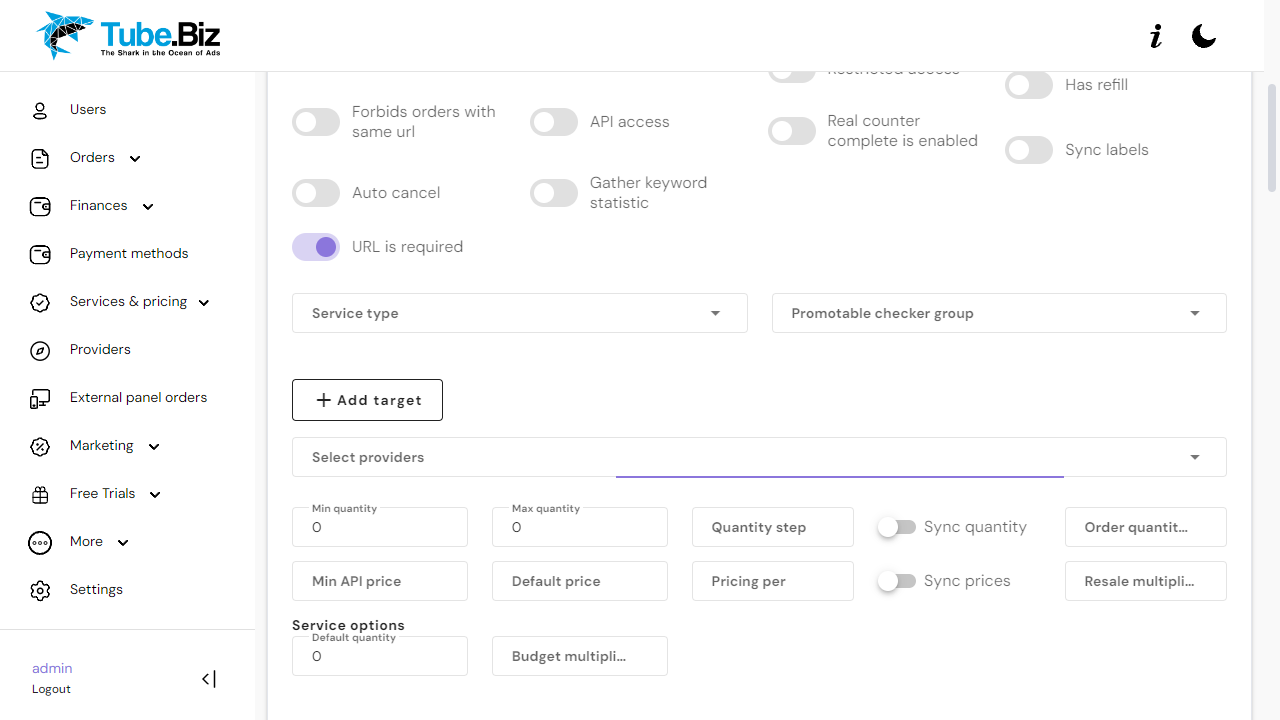 Tube.Biz
The Shark in the Ocean of Ads
Users
Orders
Finances
Payment methods
Services & pricing
Providers
External panel orders
Marketing
Free Trials
More
Settings
admin
Logout
Restricted access
Has refill
Forbids orders with
same url
API access
Real counter
complete is enabled
Sync labels
Auto cancel
Gather keyword
statistic
URL is required
Service type
Promotable checker group
Add target
Select providers
Min quantity
0
Max quantity
0
Quantity step
Sync quantity
Order quantit...
Min API price
Default price
Pricing per
Sync prices
Resale multipli...
Service options
Default quantity
0
Budget multipli...